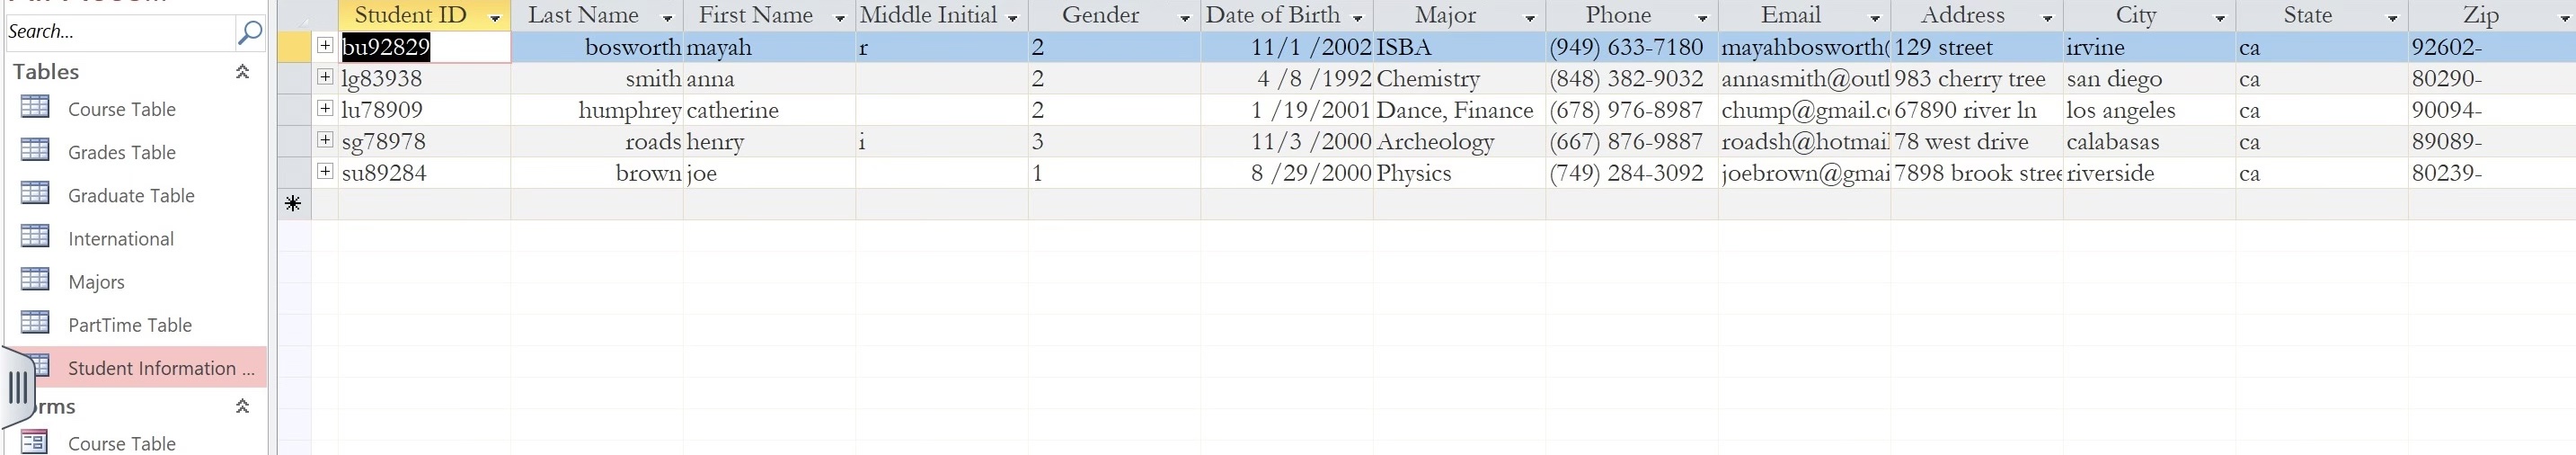 Search...
Tables
Course Table
Grades Table
Graduate Table
International
Majors
PartTime Table
Student Information ...
orms
Course Table
Student ID Last Name First Name Middle Initial Gender Date of Birth Major Phone Email Address City State Zip
bu92829 bosworth mayah r 2 11/1 /2002 ISBA (949) 633-7180 mayahbosworth( 129 street irvine ca 92602-
lg83938 smith anna 2 4 /8 /1992 Chemistry (848) 382-9032 annasmith@outl 983 cherry tree san diego ca 80290-
lu78909 humphrey catherine 2 1 /19/2001 Dance, Finance (678) 976-8987 chump@gmail.c 67890 river ln los angeles ca 90094-
sg78978 roads henry i 3 11/3 /2000 Archeology (667) 876-9887 roadsh@hotmai 78 west drive calabasas ca 89089-
su89284 brown joe 1 8 /29/2000 Physics (749) 284-3092 joebrown@gmai 7898 brook stree riverside ca 80239-